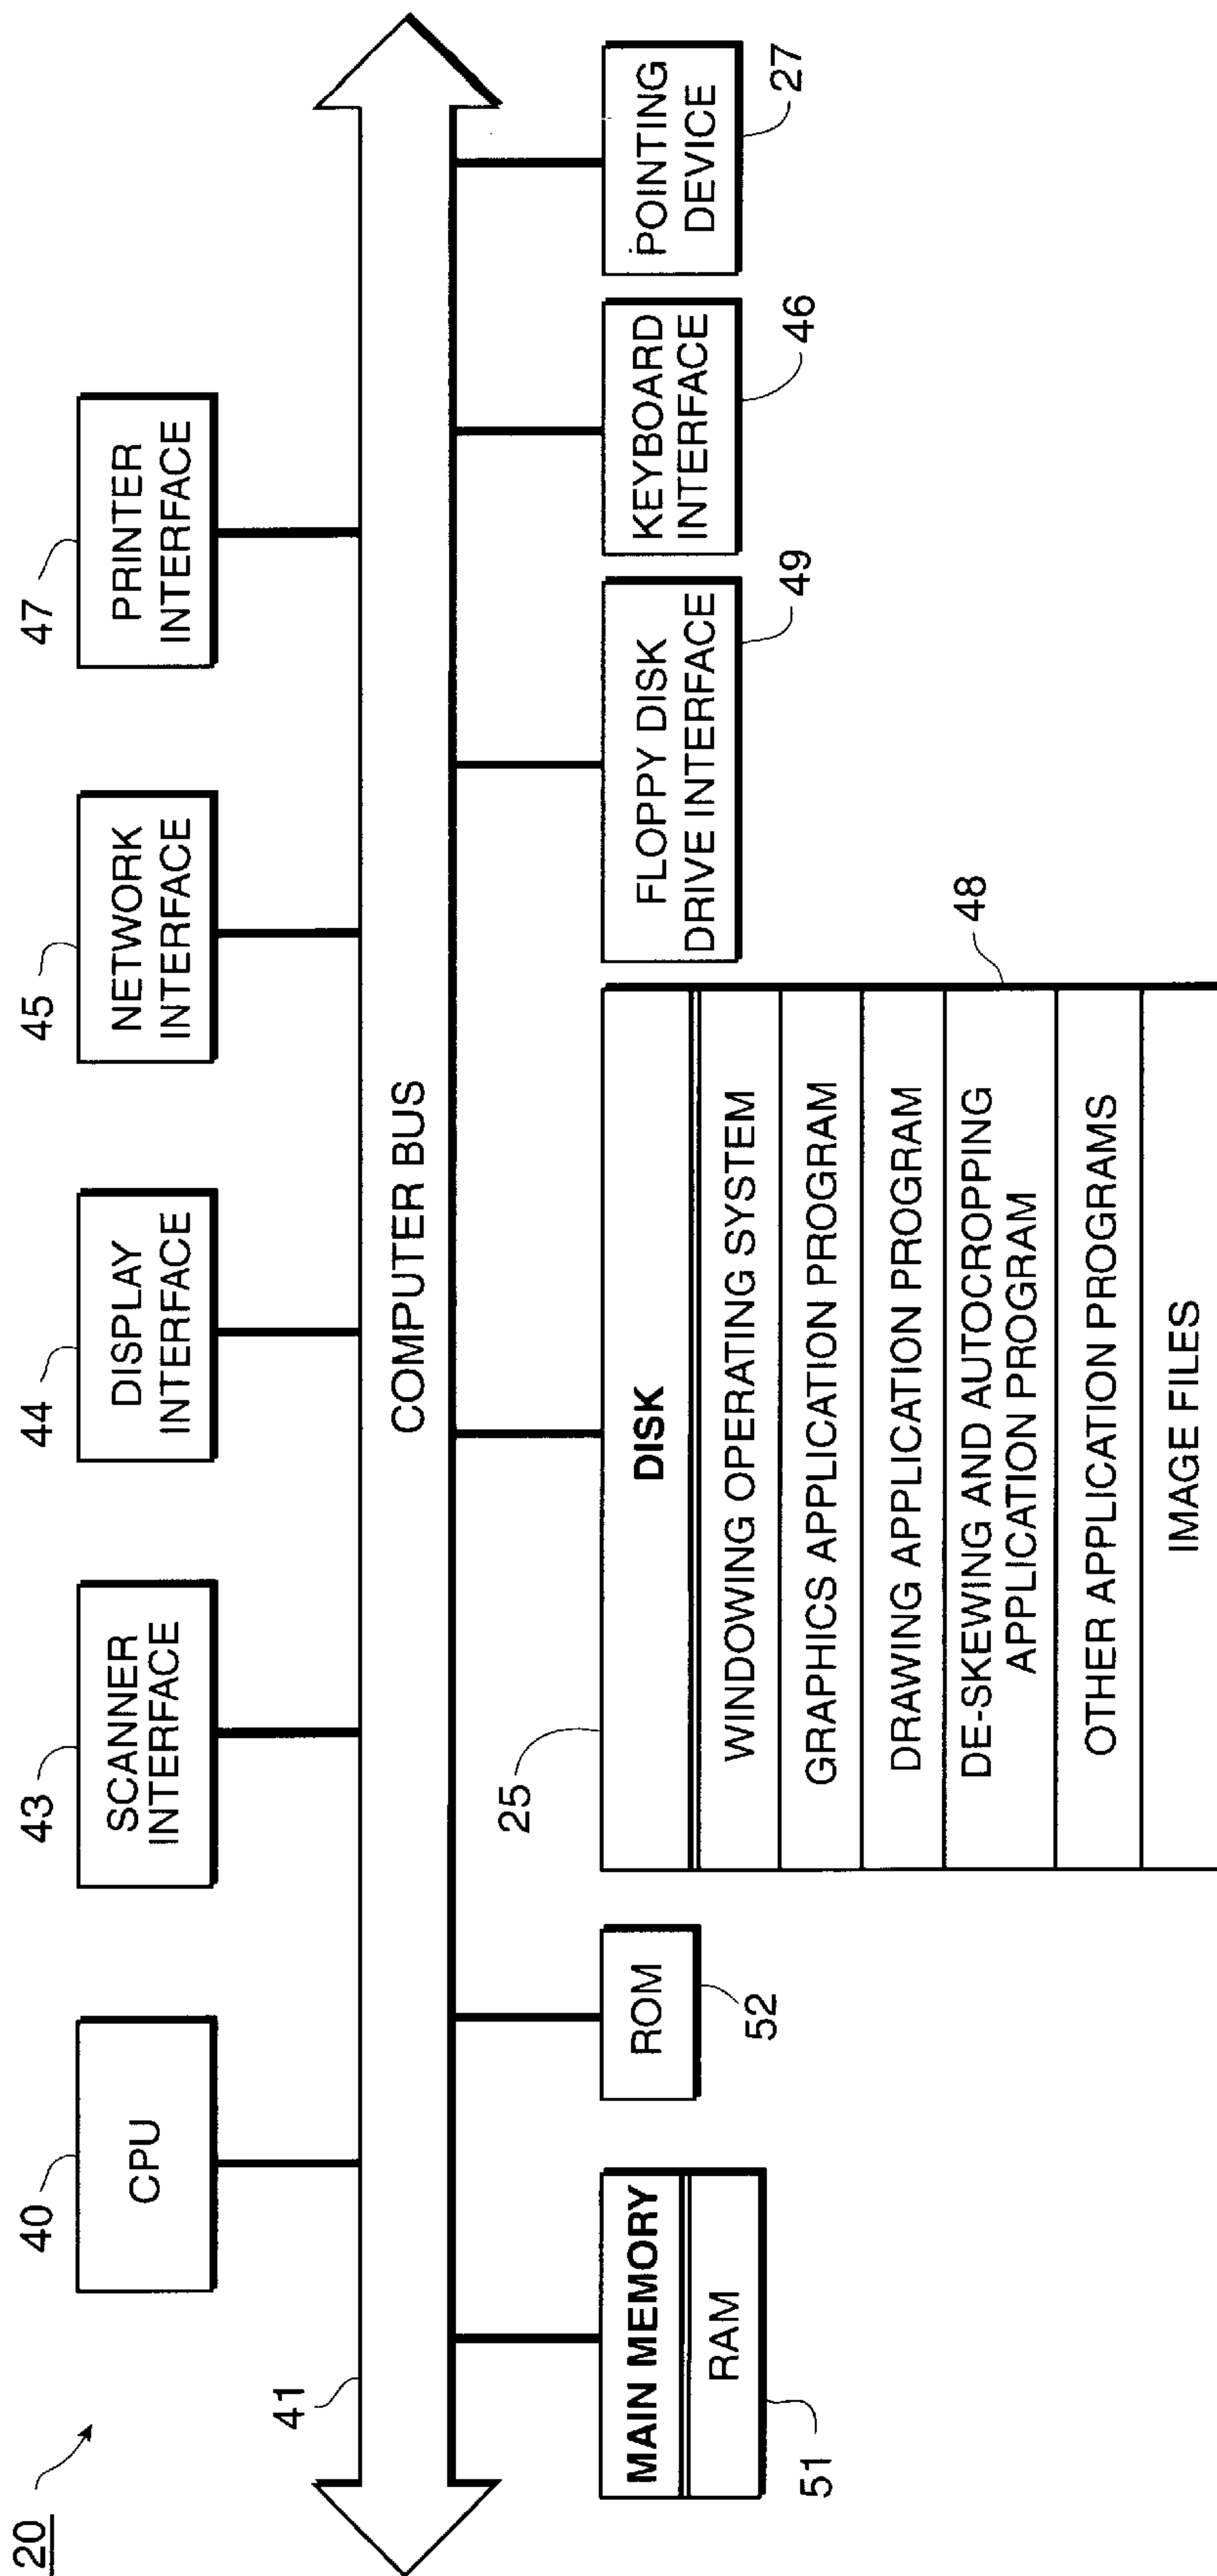 20
40
CPU
43
SCANNER
INTERFACE
44
DISPLAY
INTERFACE
45
NETWORK
INTERFACE
47
PRINTER
INTERFACE
41
COMPUTER BUS
MAIN MEMORY
RAM
51
ROM
52
25
DISK
WINDOWING OPERATING SYSTEM
GRAPHICS APPLICATION PROGRAM
DRAWING APPLICATION PROGRAM
DE-SKEWING AND AUTOCROPPING
APPLICATION PROGRAM
OTHER APPLICATION PROGRAMS
IMAGE FILES
48
FLOPPY DISK
DRIVE INTERFACE
49
KEYBOARD
INTERFACE
46
POINTING
DEVICE
27